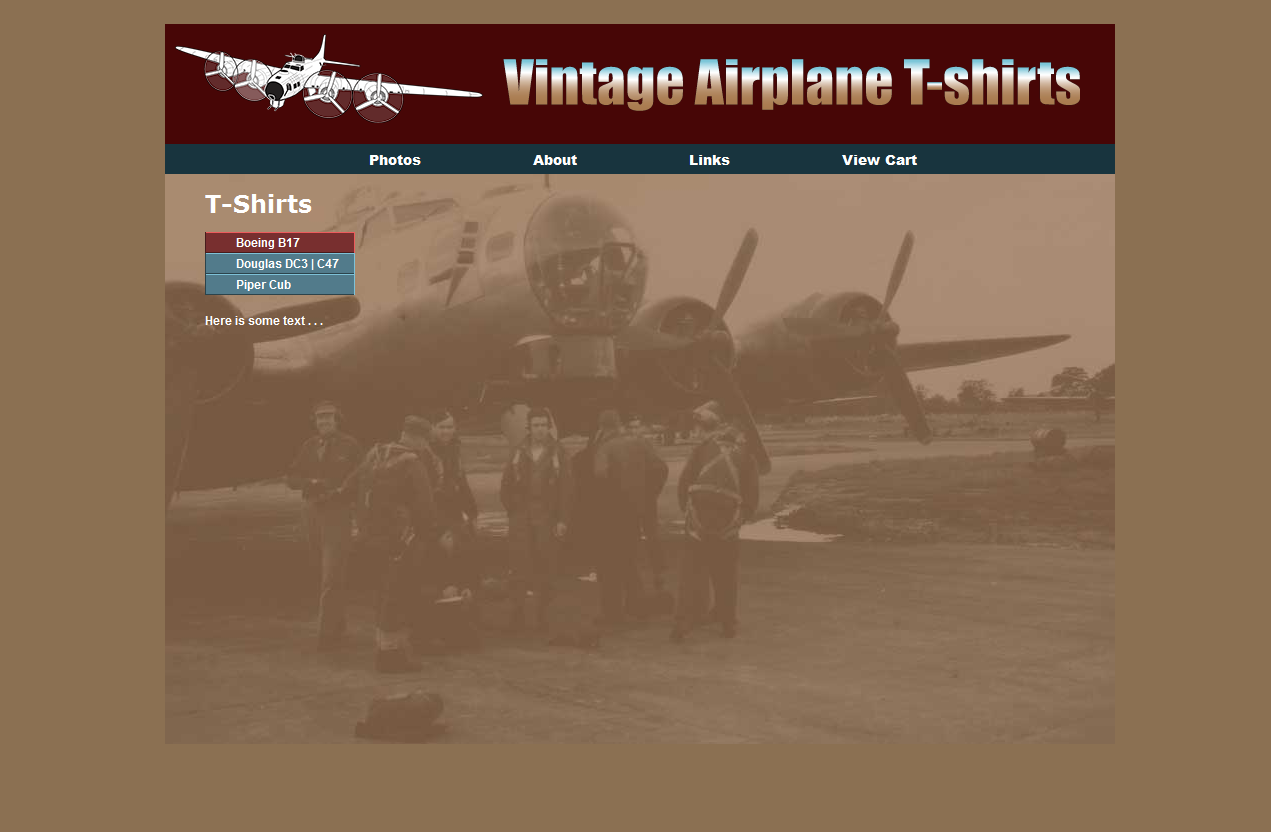 Vintage Airplane T-shirts
Photos About Links View Cart
T-Shirts
Boeing B17
Douglas DC3 | C47
Piper Cub
Here is some text . . .